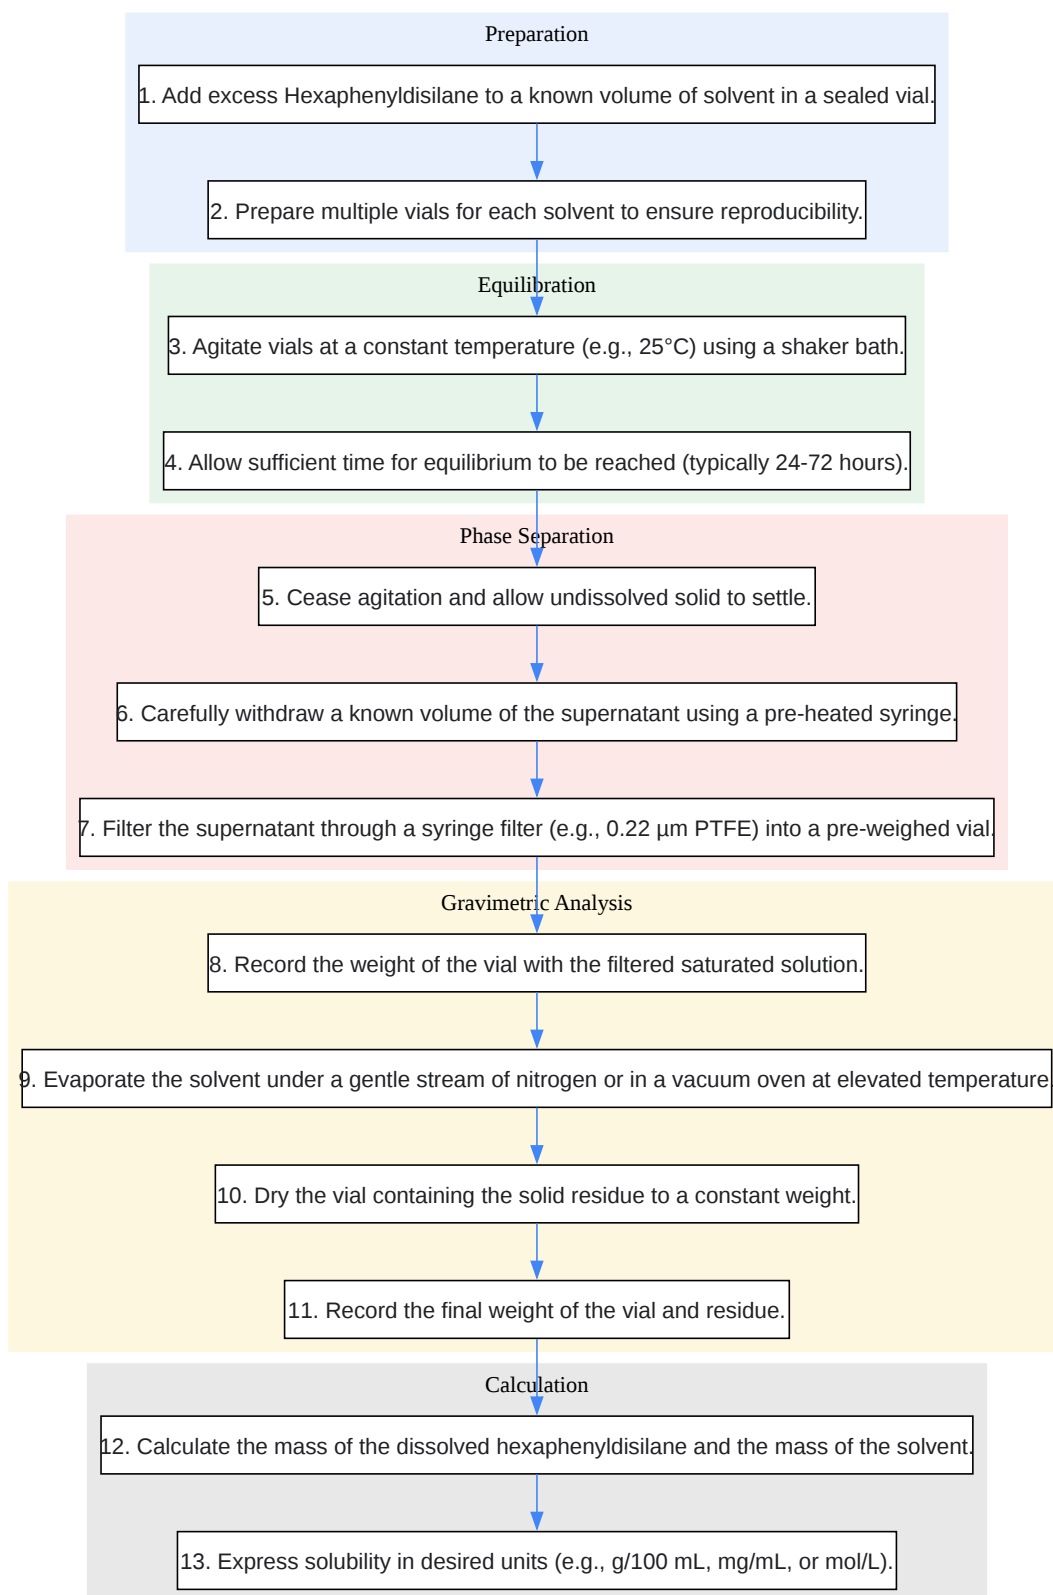 Preparation
1. Add excess Hexaphenyldisilane to a known volume of solvent in a sealed vial.
2. Prepare multiple vials for each solvent to ensure reproducibility.
Equilibration
3. Agitate vials at a constant temperature (e.g., 25°C) using a shaker bath.
4. Allow sufficient time for equilibrium to be reached (typically 24-72 hours).
Phase Separation
5. Cease agitation and allow undissolved solid to settle.
6. Carefully withdraw a known volume of the supernatant using a pre-heated syringe.
7. Filter the supernatant through a syringe filter (e.g., 0.22 µm PTFE) into a pre-weighed vial.
Gravimetric Analysis
8. Record the weight of the vial with the filtered saturated solution.
9. Evaporate the solvent under a gentle stream of nitrogen or in a vacuum oven at elevated temperature.
10. Dry the vial containing the solid residue to a constant weight.
11. Record the final weight of the vial and residue.
Calculation
12. Calculate the mass of the dissolved hexaphenyldisilane and the mass of the solvent.
13. Express solubility in desired units (e.g., g/100 mL, mg/mL, or mol/L).